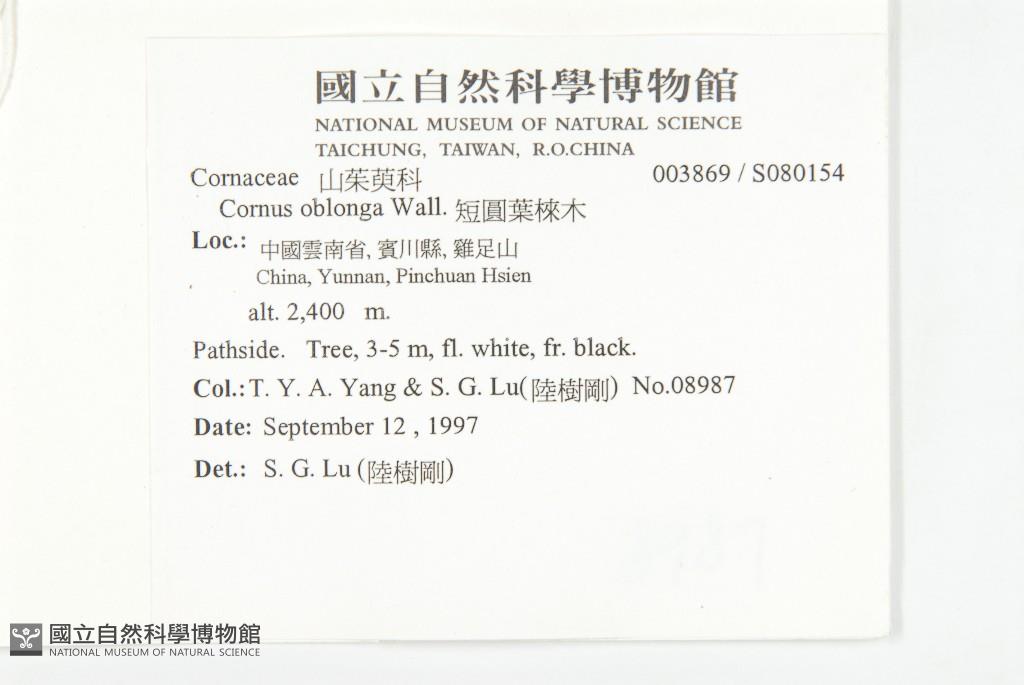 國立自然科學博物館
NATIONAL MUSEUM OF NATURAL SCIENCE
TAICHUNG, TAIWAN, R.O.CHINA
Cornaceae 山茱萸科 003869 / S080154
Cornus oblonga Wall. 短圓葉棶木
Loc.: 中國雲南省, 賓川縣, 雞足山
China, Yunnan, Pinchuan Hsien
alt. 2,400 m.
Pathside. Tree, 3-5 m, fl. white, fr. black.
Col.: T. Y. A. Yang & S. G. Lu(陸樹剛) No.08987
Date: September 12 , 1997
Det.: S. G. Lu (陸樹剛)
國立自然科學博物館
NATIONAL MUSEUM OF NATURAL SCIENCE